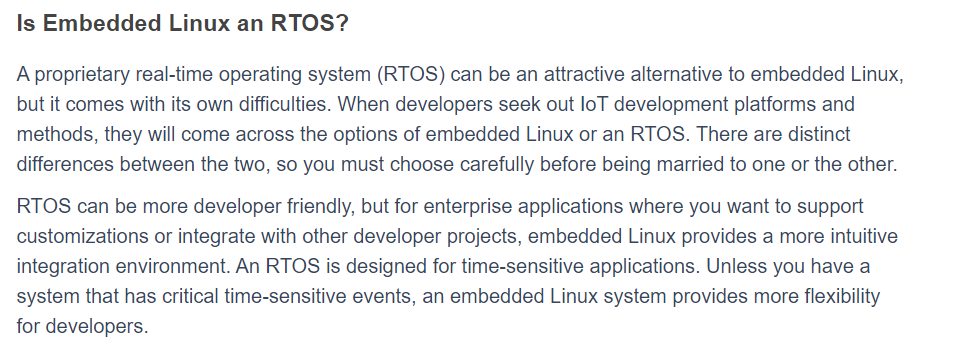 Is Embedded Linux an RTOS?
A proprietary real-time operating system (RTOS) can be an attractive alternative to embedded Linux,
but it comes with its own difficulties. When developers seek out IoT development platforms and
methods, they will come across the options of embedded Linux or an RTOS. There are distinct
differences between the two, so you must choose carefully before being married to one or the other.
RTOS can be more developer friendly, but for enterprise applications where you want to support
customizations or integrate with other developer projects, embedded Linux provides a more intuitive
integration environment. An RTOS is designed for time-sensitive applications. Unless you have a
system that has critical time-sensitive events, an embedded Linux system provides more flexibility
for developers.